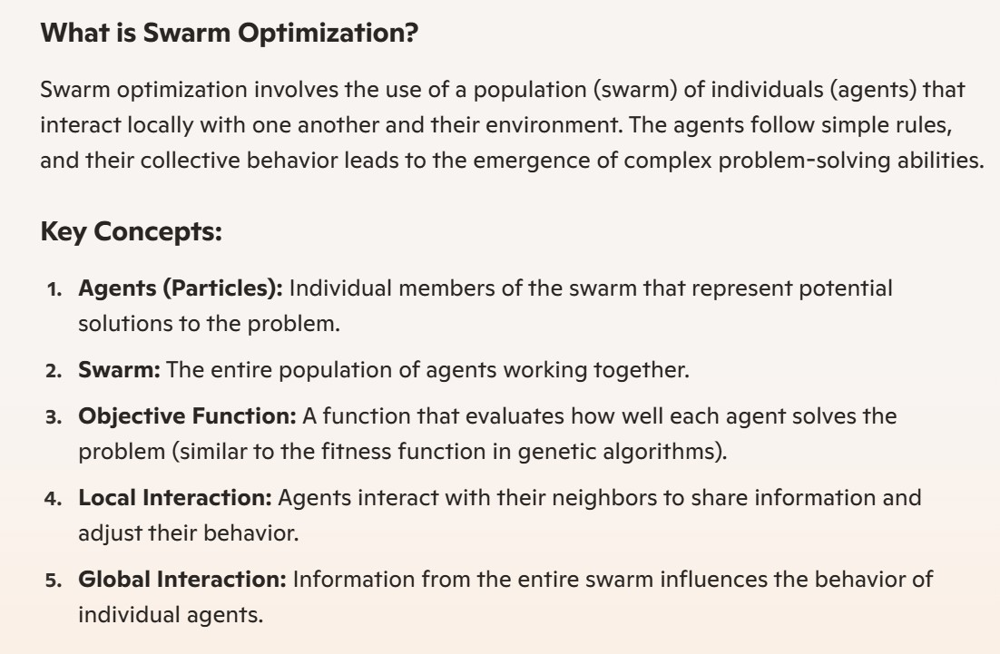 What is Swarm Optimization?
Swarm optimization involves the use of a population (swarm) of individuals (agents) that
interact locally with one another and their environment. The agents follow simple rules,
and their collective behavior leads to the emergence of complex problem-solving abilities.
Key Concepts:
1. Agents (Particles): Individual members of the swarm that represent potential
solutions to the problem.
2. Swarm: The entire population of agents working together.
3. Objective Function: A function that evaluates how well each agent solves the
problem (similar to the fitness function in genetic algorithms).
4. Local Interaction: Agents interact with their neighbors to share information and
adjust their behavior.
5. Global Interaction: Information from the entire swarm influences the behavior of
individual agents.